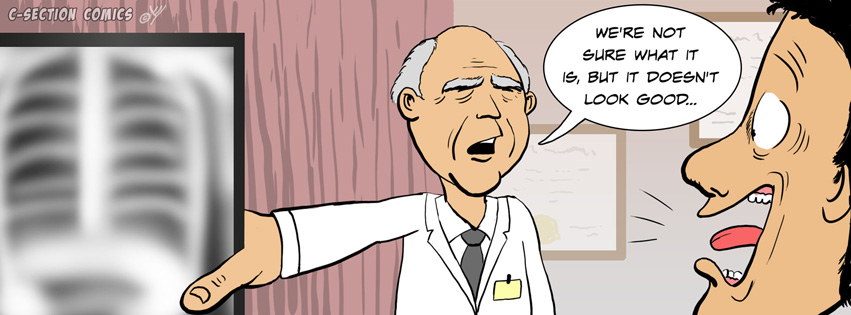 C-SECTION COMICS ©
WE'RE NOT
SURE WHAT IT
IS, BUT IT DOESN'T
LOOK GOOD...